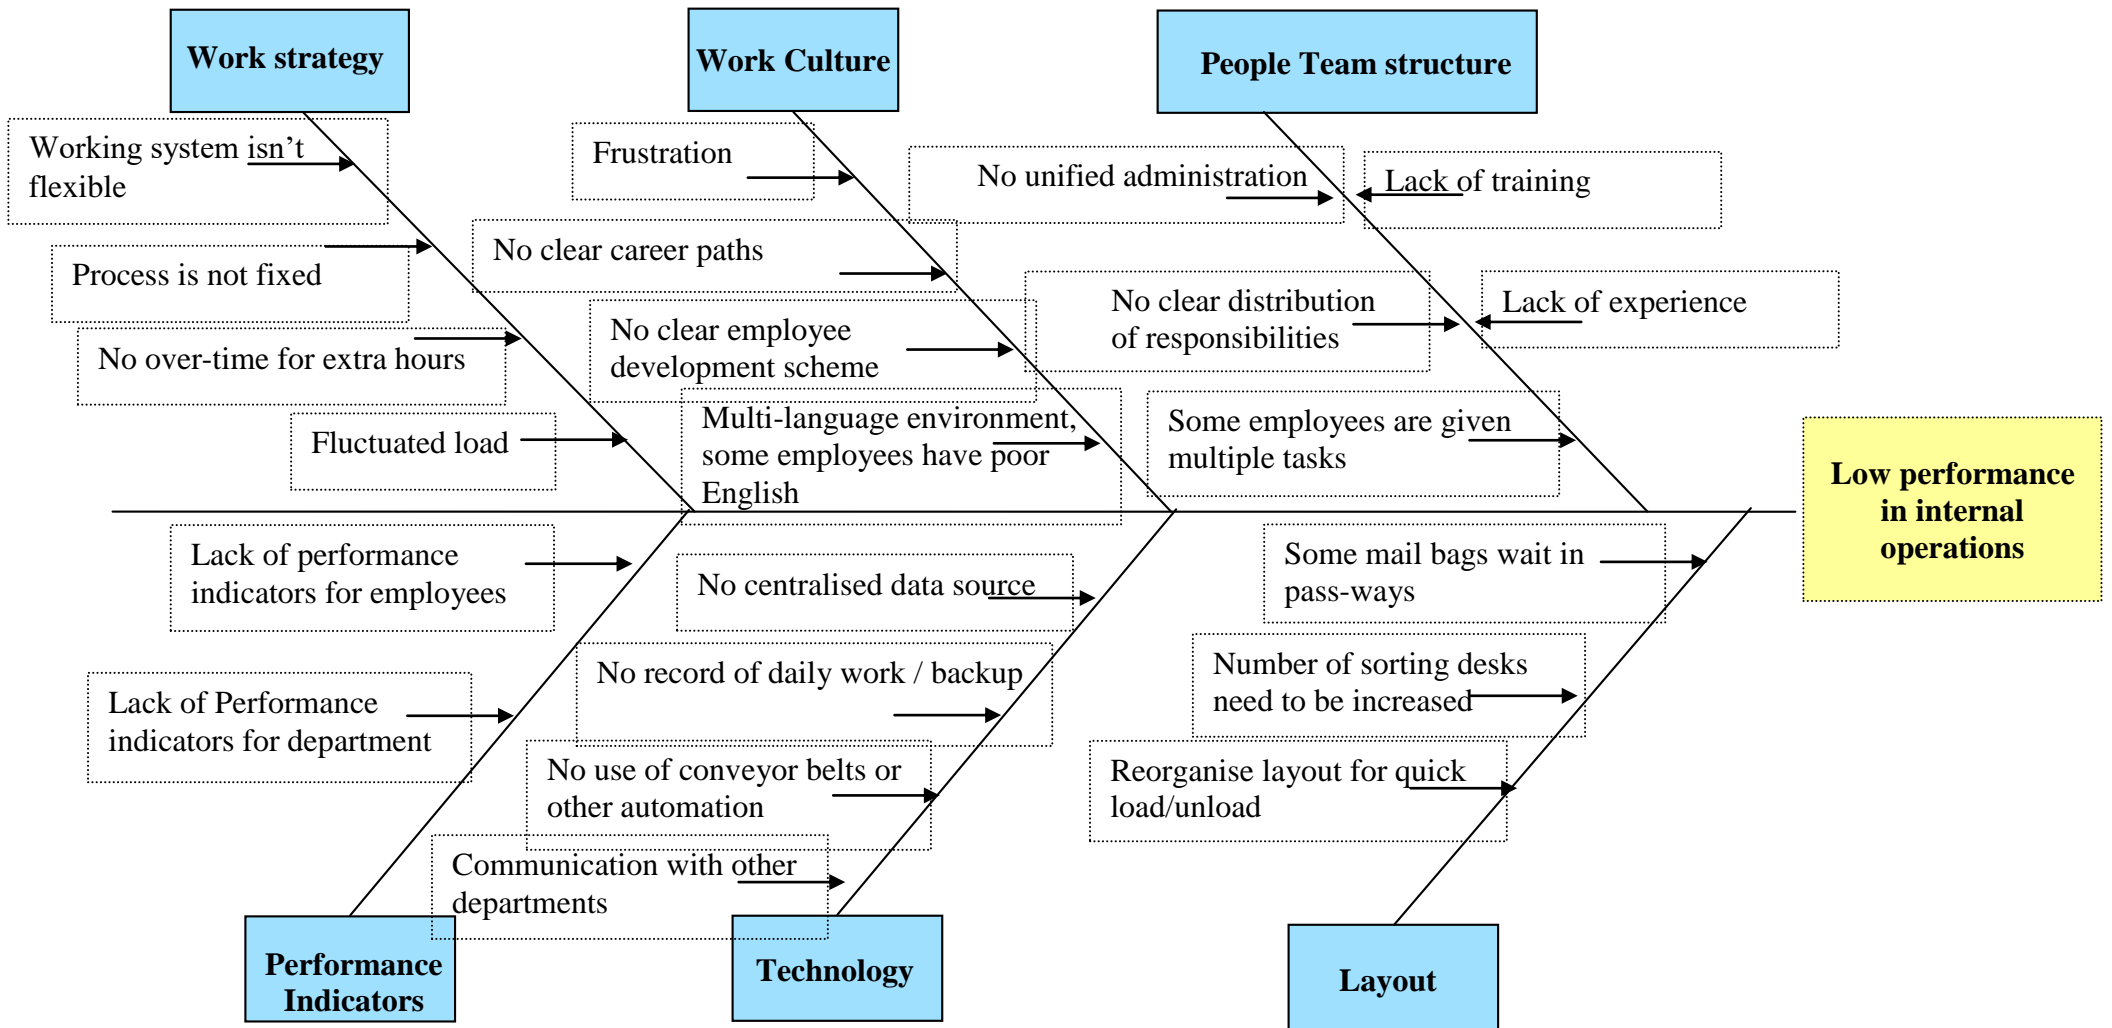 Work strategy
Work Culture
People Team structure
Working system isn’t
flexible
Process is not fixed
No over-time for extra hours
Fluctuated load
Frustration
No clear career paths
No clear employee
development scheme
Multi-language environment,
some employees have poor
English
No unified administration
Lack of training
No clear distribution
of responsibilities
Lack of experience
Some employees are given
multiple tasks
Low performance
in internal
operations
Lack of performance
indicators for employees
Lack of Performance
indicators for department
No centralised data source
No record of daily work / backup
No use of conveyor belts or
other automation
Communication with other
departments
Some mail bags wait in
pass-ways
Number of sorting desks
need to be increased
Reorganise layout for quick
load/unload
Performance
Indicators
Technology
Layout